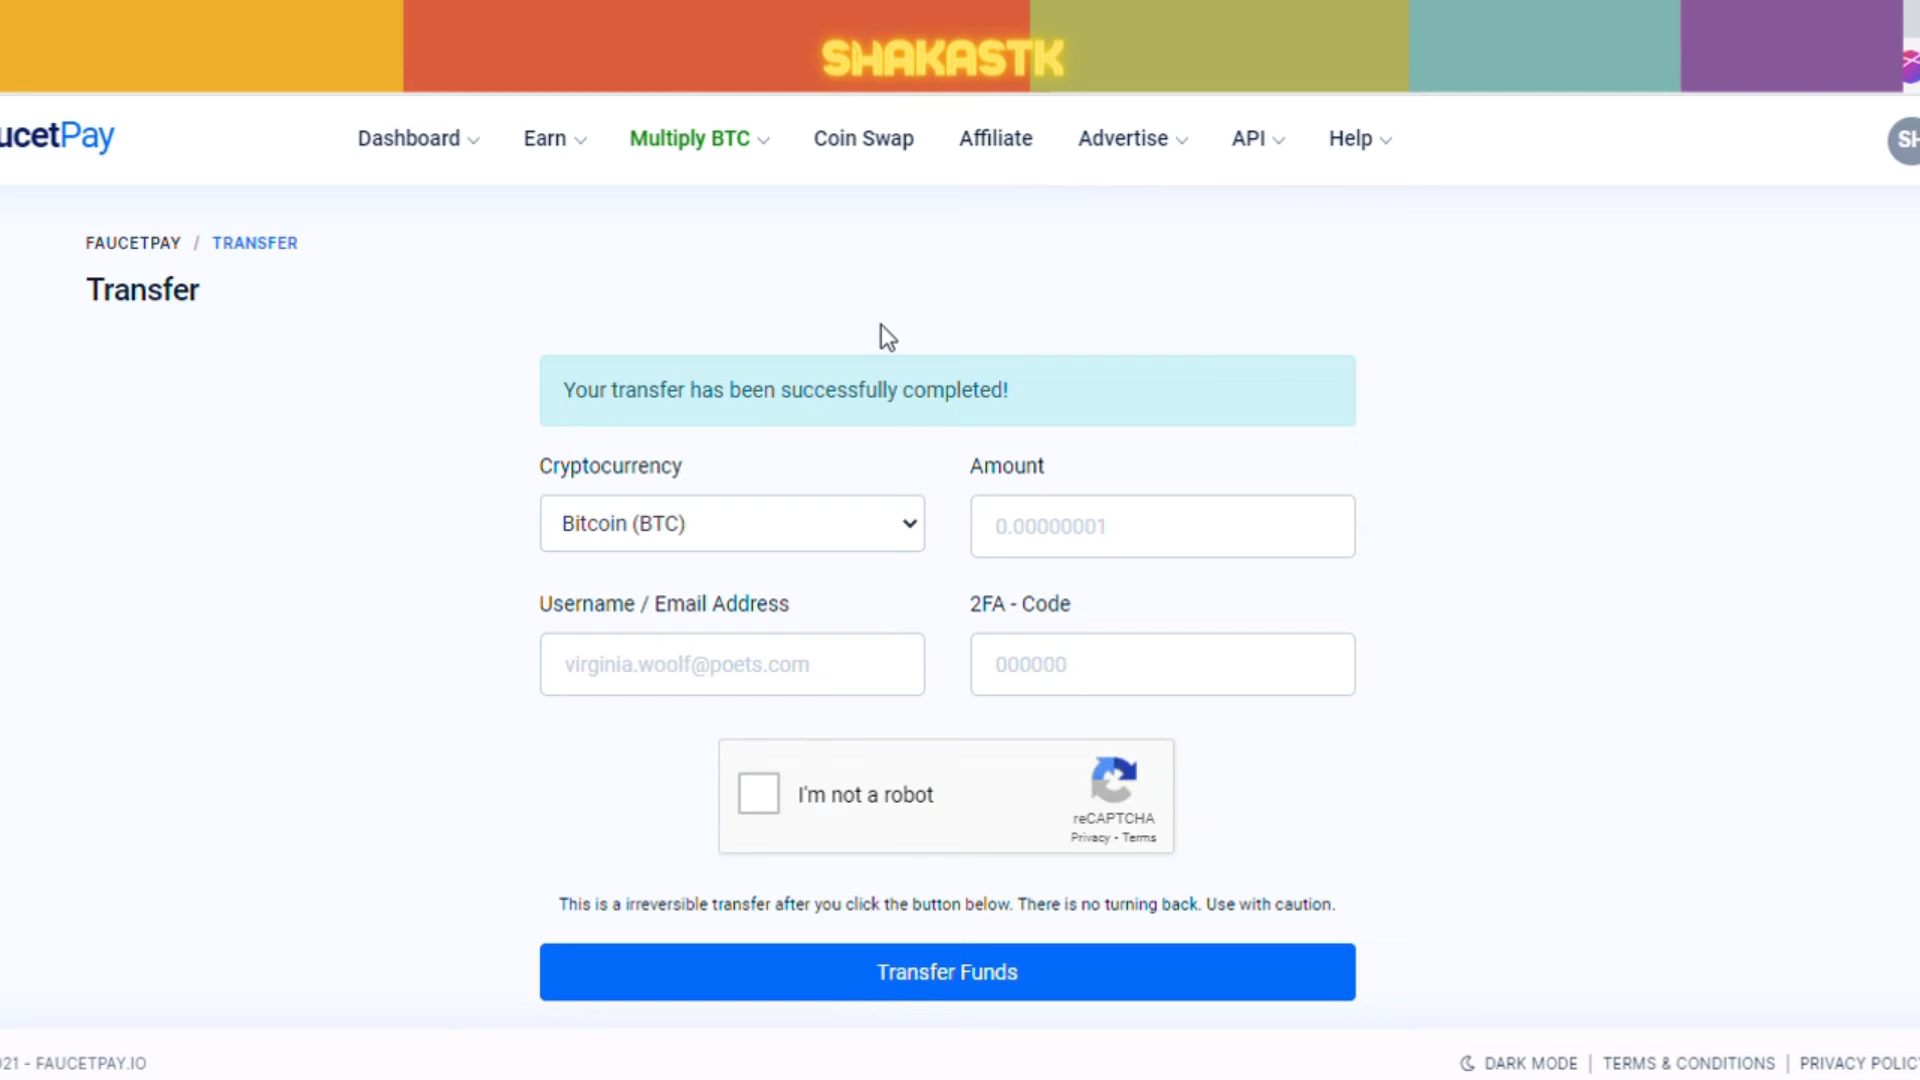 SHAKASTK
ucetPay
Dashboard
Earn
Multiply BTC
Coin Swap
Affiliate
Advertise
API
Help
SH
FAUCETPAY / TRANSFER
Transfer
Your transfer has been successfully completed!
Cryptocurrency
Amount
Bitcoin (BTC)
0.00000001
Username / Email Address
2FA - Code
virginia.woolf@poets.com
000000
I'm not a robot
reCAPTCHA
Privacy - Terms
This is a irreversible transfer after you click the button below. There is no turning back. Use with caution.
Transfer Funds
21 - FAUCETPAY.IO
DARK MODE | TERMS & CONDITIONS | PRIVACY POLIC